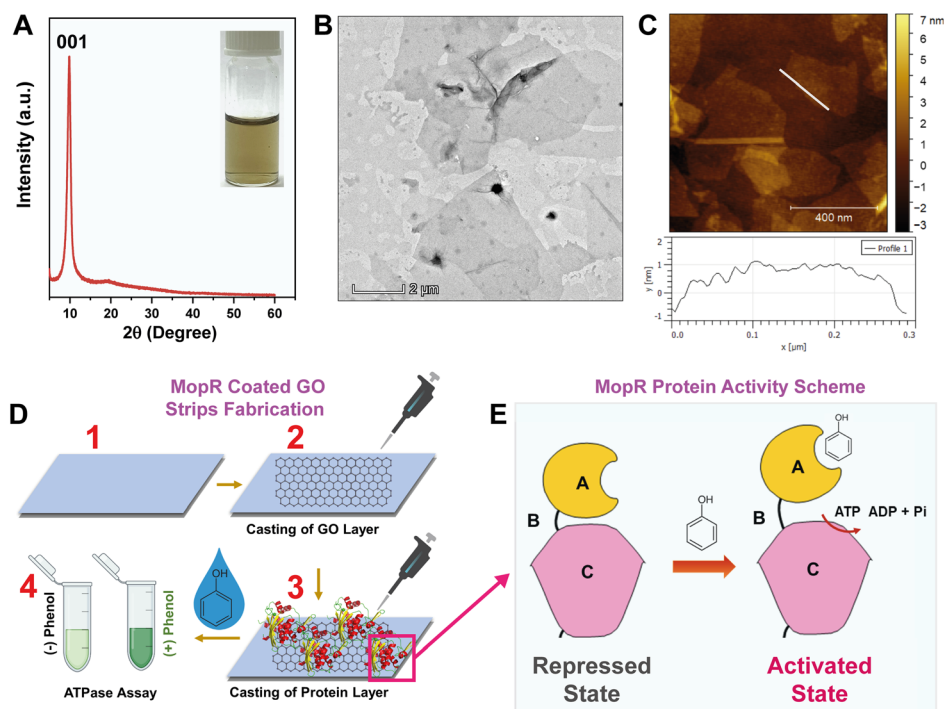 A
001
Intensity (a.u.)
10 20 30 40 50 60
2θ (Degree)
B
2 µm
C
400 nm
7 nm
6
5
4
3
2
1
0
−1
−2
−3
Profile 1
y [nm]
2
1
0
-1
0.0 0.1 0.2 0.3
x [µm]
D
MopR Coated GO
Strips Fabrication
1
2
Casting of GO Layer
3
OH
Casting of Protein Layer
4
(-) Phenol
(+) Phenol
ATPase Assay
E
MopR Protein Activity Scheme
A
B
C
Repressed
State
OH
OH
A
B
ATP ADP + Pi
C
Activated
State